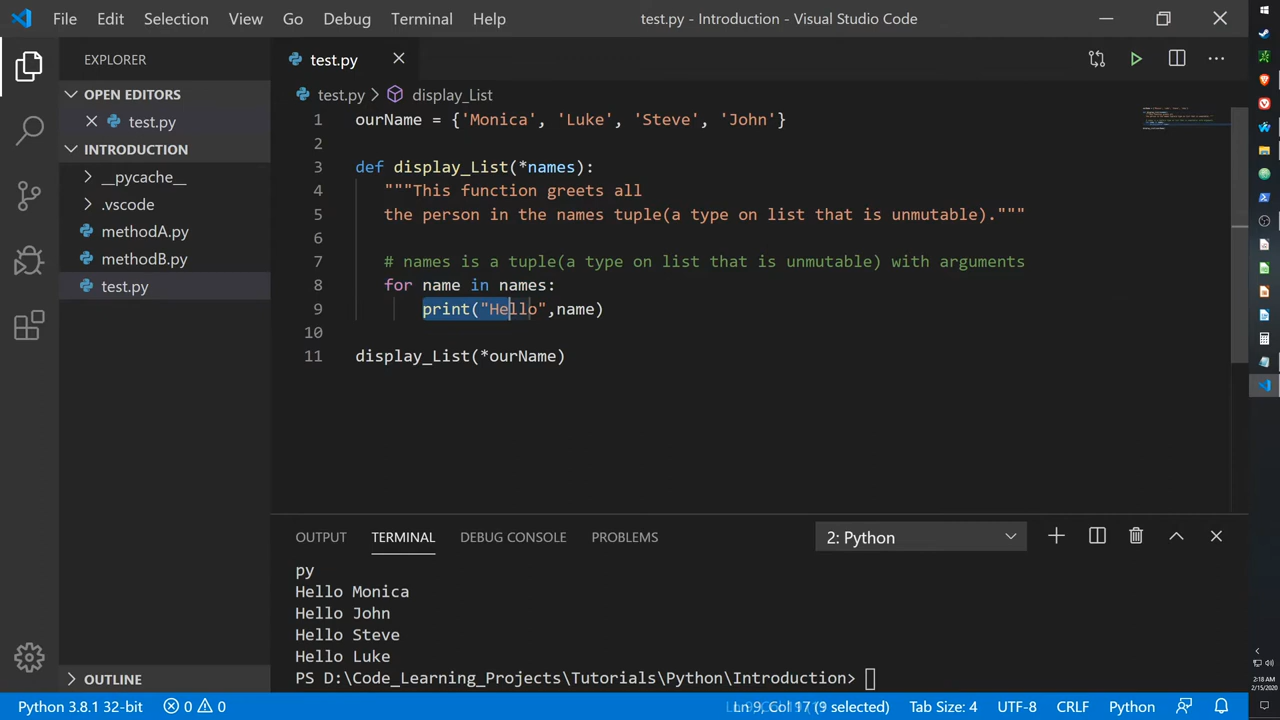 File Edit Selection View Go Debug Terminal Help test.py - Introduction - Visual Studio Code
EXPLORER
OPEN EDITORS
test.py
INTRODUCTION
__pycache__
.vscode
methodA.py
methodB.py
test.py
OUTLINE
test.py
test.py > display_List
1 ourName = {'Monica', 'Luke', 'Steve', 'John'}
2
3 def display_List(*names):
4 """This function greets all
5 the person in the names tuple(a type on list that is unmutable)."""
6
7 # names is a tuple(a type on list that is unmutable) with arguments
8 for name in names:
9 print("Hello",name)
10
11 display_List(*ourName)
OUTPUT TERMINAL DEBUG CONSOLE PROBLEMS 2: Python
py
Hello Monica
Hello John
Hello Steve
Hello Luke
PS D:\Code_Learning_Projects\Tutorials\Python\Introduction>
Python 3.8.1 32-bit 0 0 Ln 9, Col 17 (9 selected) Tab Size: 4 UTF-8 CRLF Python
2:18 AM
2/15/2020